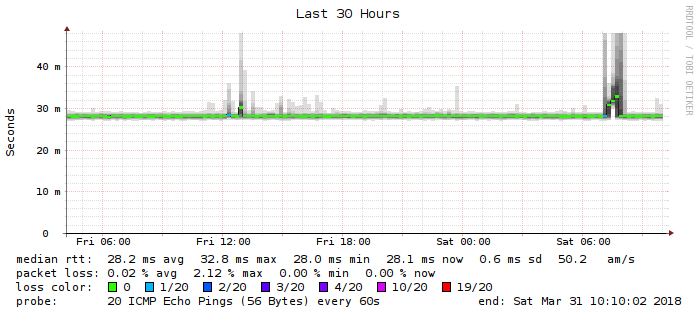 Last 30 Hours
RRDTOOL / TOBI OETIKER
Seconds
40 m
30 m
20 m
10 m
0
Fri 06:00 Fri 12:00 Fri 18:00 Sat 00:00 Sat 06:00
median rtt: 28.2 ms avg 32.8 ms max 28.0 ms min 28.1 ms now 0.6 ms sd 50.2 am/s
packet loss: 0.02 % avg 2.12 % max 0.00 % min 0.00 % now
loss color: 0 1/20 2/20 3/20 4/20 10/20 19/20
probe: 20 ICMP Echo Pings (56 Bytes) every 60s end: Sat Mar 31 10:10:02 2018